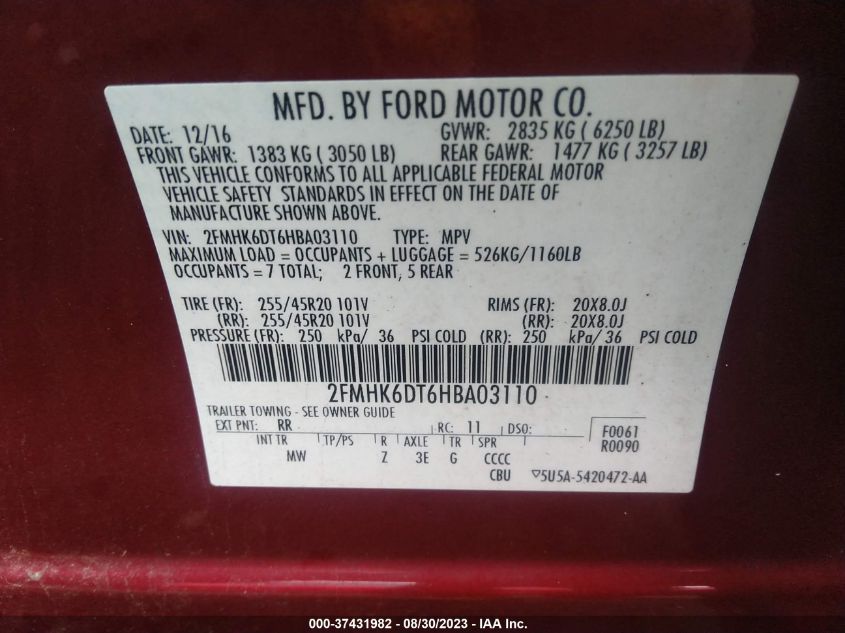 MFD. BY FORD MOTOR CO.
DATE: 12/16 GVWR: 2835 KG ( 6250 LB)
FRONT GAWR: 1383 KG ( 3050 LB) REAR GAWR: 1477 KG ( 3257 LB)
THIS VEHICLE CONFORMS TO ALL APPLICABLE FEDERAL MOTOR
VEHICLE SAFETY STANDARDS IN EFFECT ON THE DATE OF
MANUFACTURE SHOWN ABOVE.
VIN: 2FMHK6DT6HBA03110 TYPE: MPV
MAXIMUM LOAD = OCCUPANTS + LUGGAGE = 526KG/1160LB
OCCUPANTS = 7 TOTAL; 2 FRONT, 5 REAR
TIRE (FR): 255/45R20 101V RIMS (FR): 20X8.0J
(RR): 255/45R20 101V (RR): 20X8.0J
PRESSURE (FR): 250 kPa/ 36 PSI COLD (RR): 250 kPa/ 36 PSI COLD
2FMHK6DT6HBA03110
TRAILER TOWING - SEE OWNER GUIDE
EXT PNT: RR RC: 11 DSO: F0061
INT TR TP/PS R AXLE TR SPR R0090
MW Z 3E G CCCC
CBU 5U5A-5420472-AA
000-37431982 - 08/30/2023 - IAA Inc.